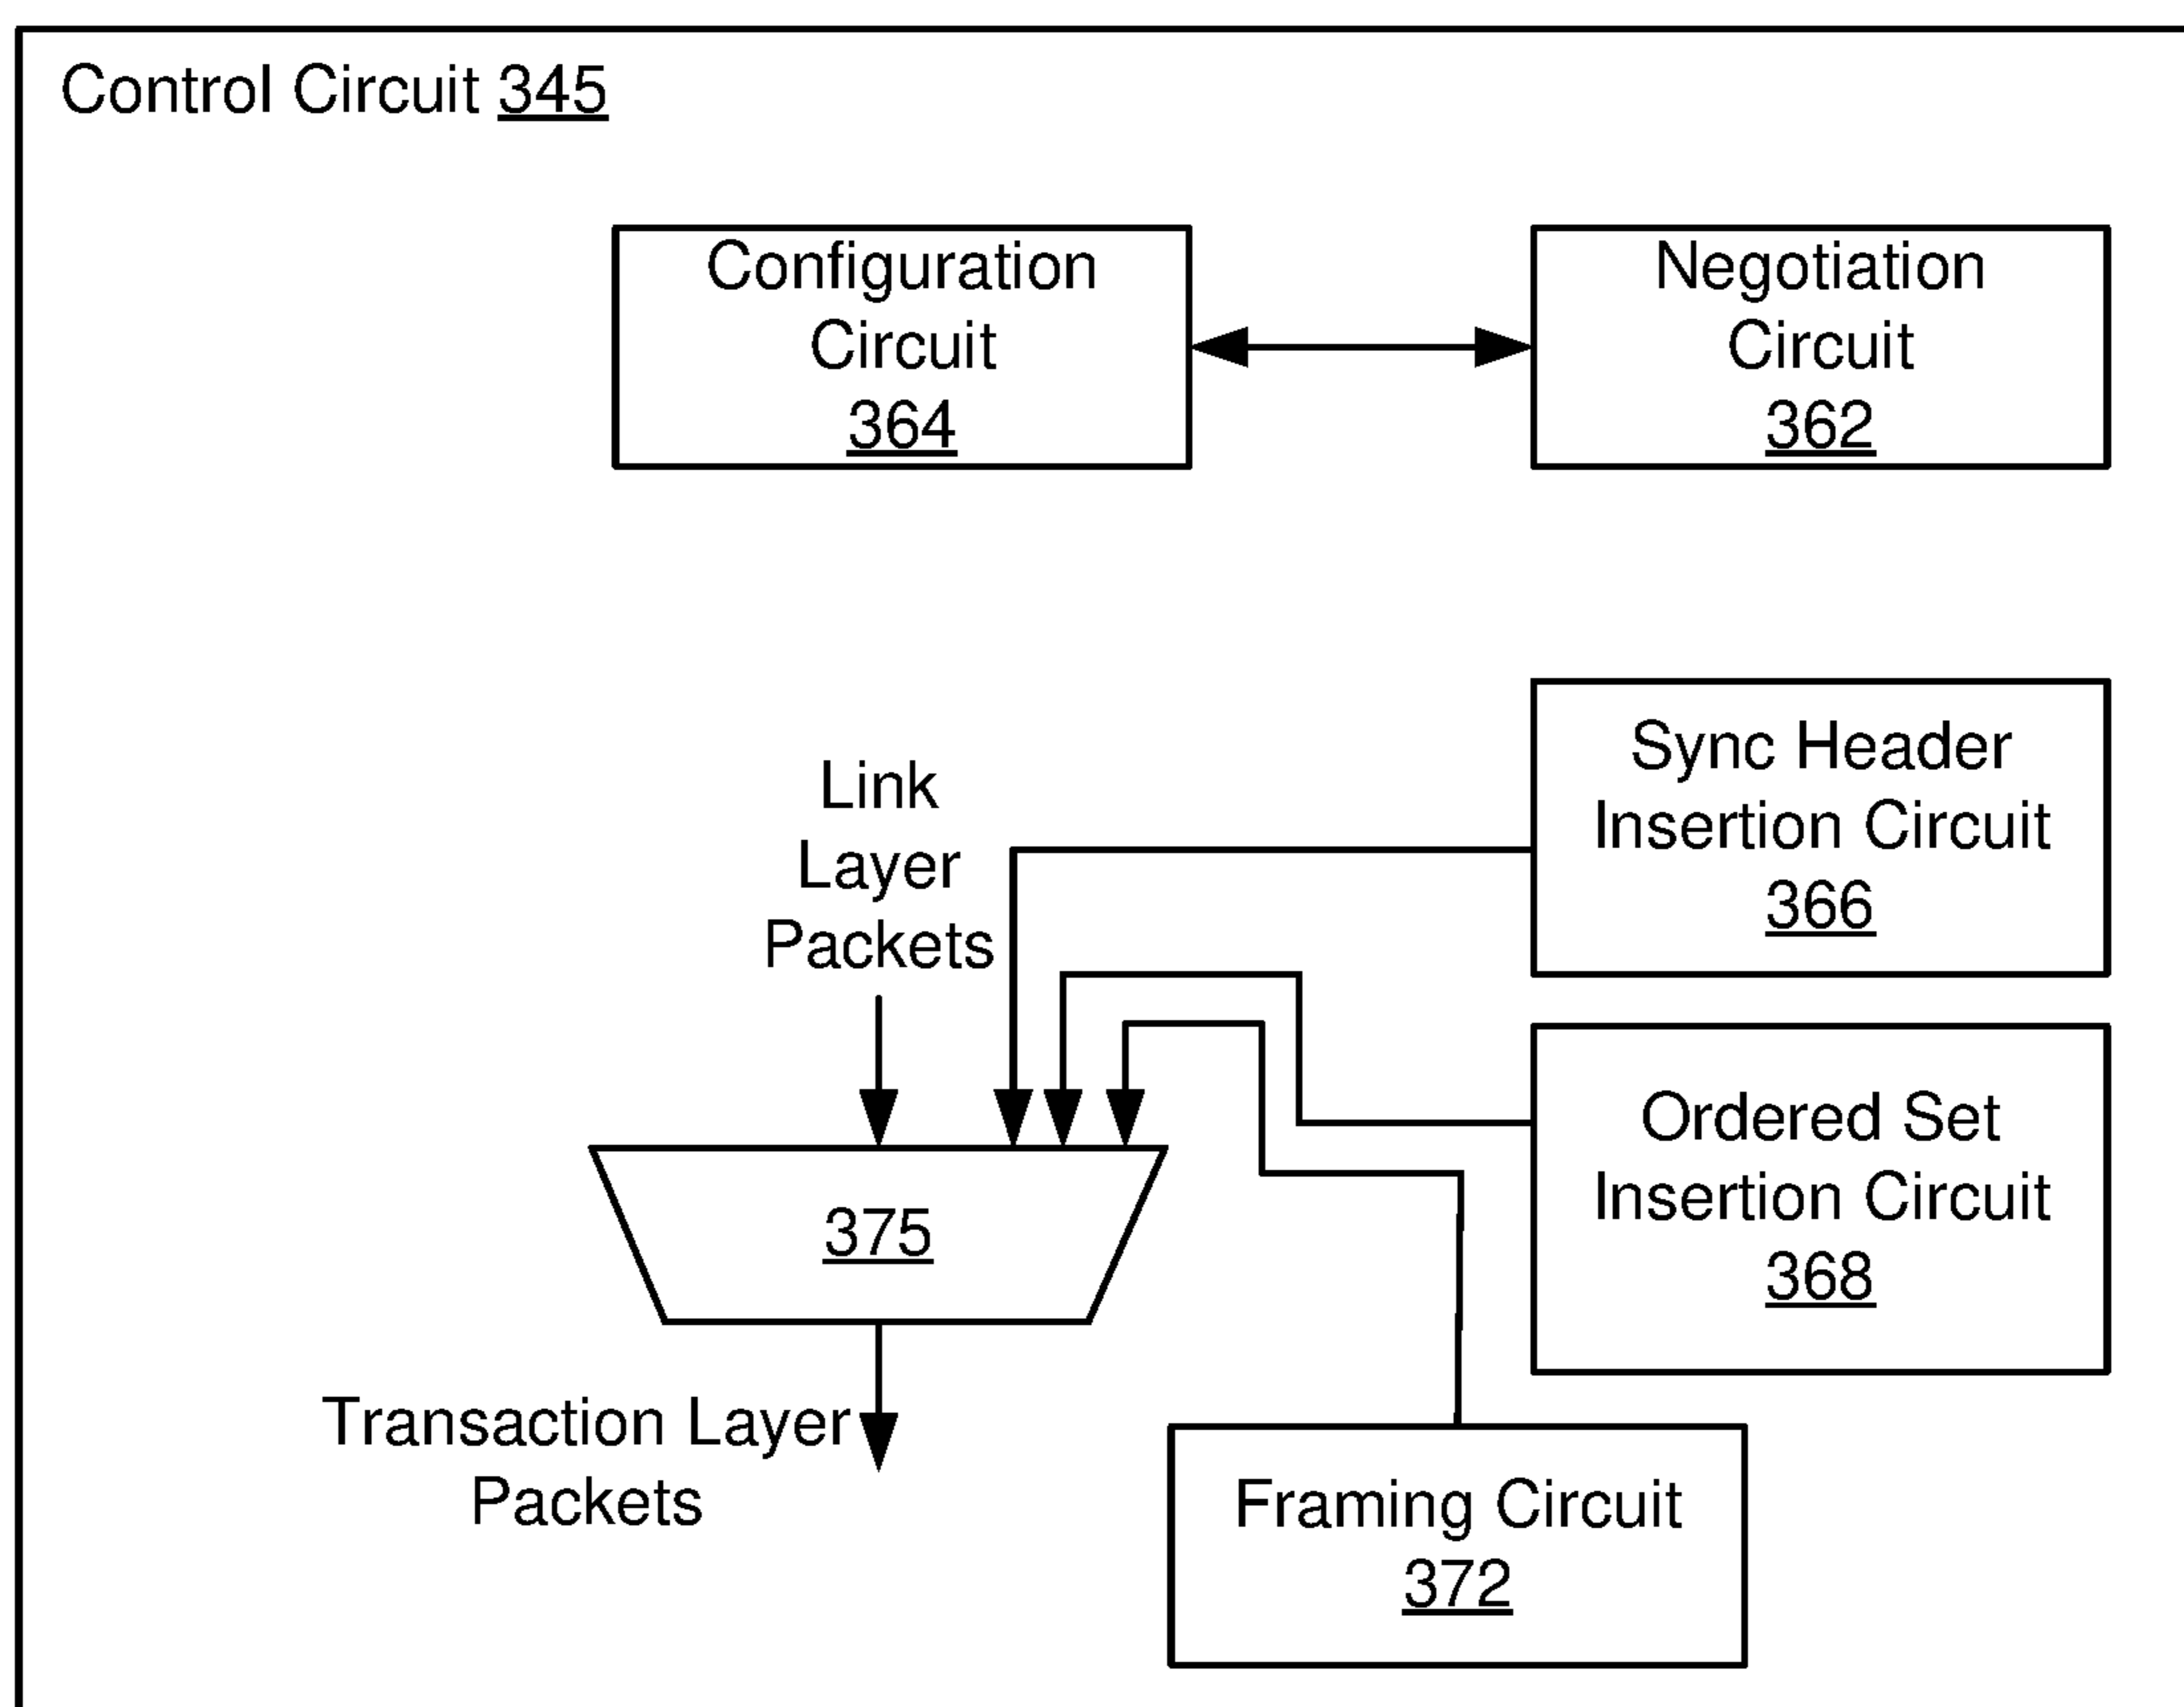 Control Circuit 345
Configuration
Circuit
364
Negotiation
Circuit
362
Sync Header
Insertion Circuit
366
Link
Layer
Packets
Ordered Set
Insertion Circuit
368
375
Transaction Layer
Packets
Framing Circuit
372